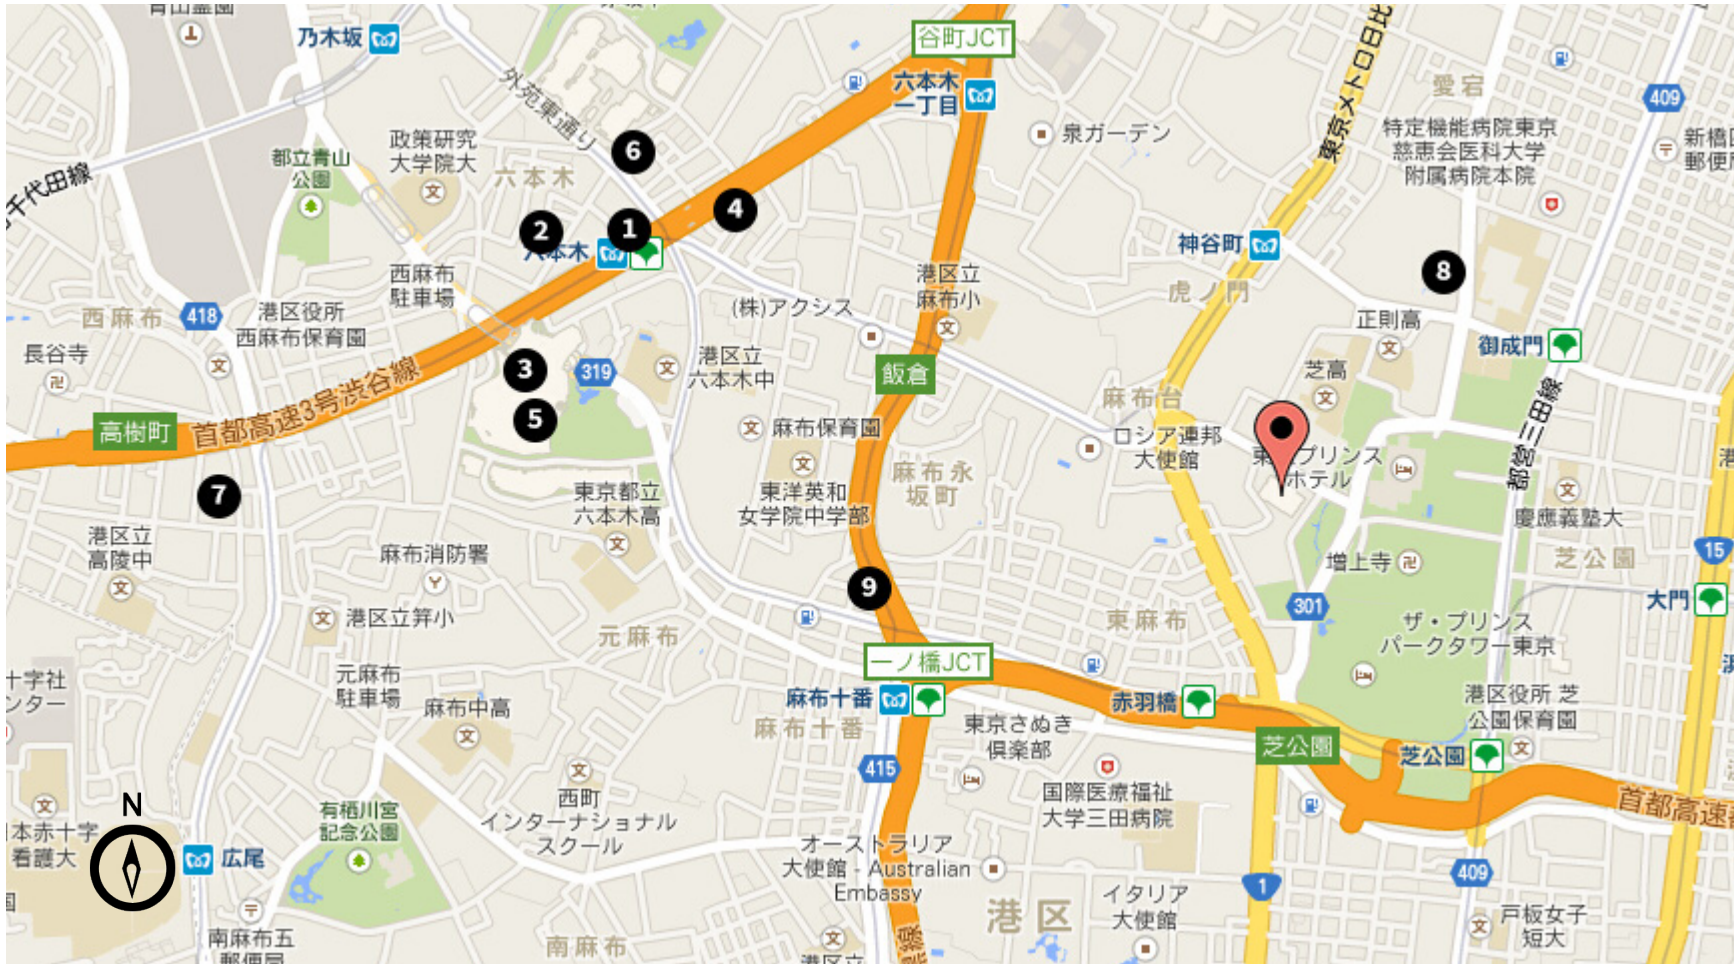 青山霊園
乃木坂
谷町JCT
六本木
一丁目
外苑東通り
東京メトロ日比
愛宕
409
泉ガーデン
特定機能病院東京
慈恵会医科大学
附属病院本院
新橋
郵便
政策研究
大学院大
都立青山
公園
千代田線
六本木
6
4
2
1
六本木
神谷町
8
西麻布
駐車場
港区立
麻布小
虎ノ門
西麻布
418
港区役所
西麻布保育園
(株)アクシス
正則高
御成門
長谷寺
3
319
港区立
六本木中
飯倉
芝高
麻布台
首都高速3号渋谷線
高樹町
5
麻布保育園
ロシア連邦
大使館
プリンス
ホテル
都営三田線
麻布永
坂町
7
東京都立
六本木高
東洋英和
女学院中学部
慶應義塾大
芝公園
15
港区立
高陵中
麻布消防署
増上寺
9
301
大門
港区立笄小
元麻布
東麻布
ザ・プリンス
パークタワー東京
一ノ橋JCT
十字社
ンター
元麻布
駐車場
麻布十番
赤羽橋
港区役所 芝
公園保育園
麻布中高
麻布十番
東京さぬき
倶楽部
芝公園
芝公園
415
N
西町
インターナショナル
スクール
国際医療福祉
大学三田病院
首都高速
有栖川宮
記念公園
本赤十字
看護大
広尾
オーストラリア
大使館 - Australian
Embassy
409
1
港区
イタリア
大使館
戸板女子
短大
南麻布五
郵便局
南麻布
港区立